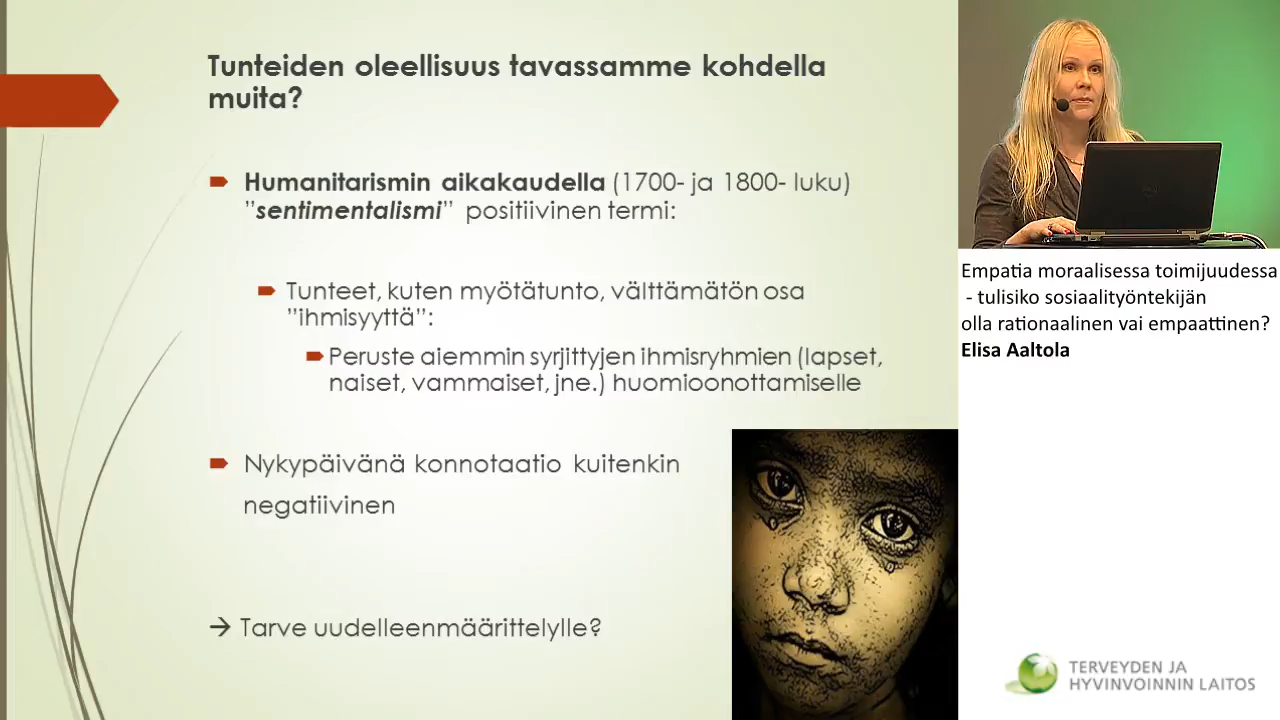 Tunteiden oleellisuus tavassamme kohdella
muita?
Humanitarismin aikakaudella (1700- ja 1800- luku)
”sentimentalismi” positiivinen termi:
Tunteet, kuten myötätunto, välttämätön osa
”ihmisyyttä”:
Peruste aiemmin syrjittyjen ihmisryhmien (lapset,
naiset, vammaiset, jne.) huomioonottamiselle
Nykypäivänä konnotaatio kuitenkin
negatiivinen
→ Tarve uudelleenmäärittelylle?
Empatia moraalisessa toimijuudessa
- tulisiko sosiaalityöntekijän
olla rationaalinen vai empaattinen?
Elisa Aaltola
TERVEYDEN JA
HYVINVOINNIN LAITOS